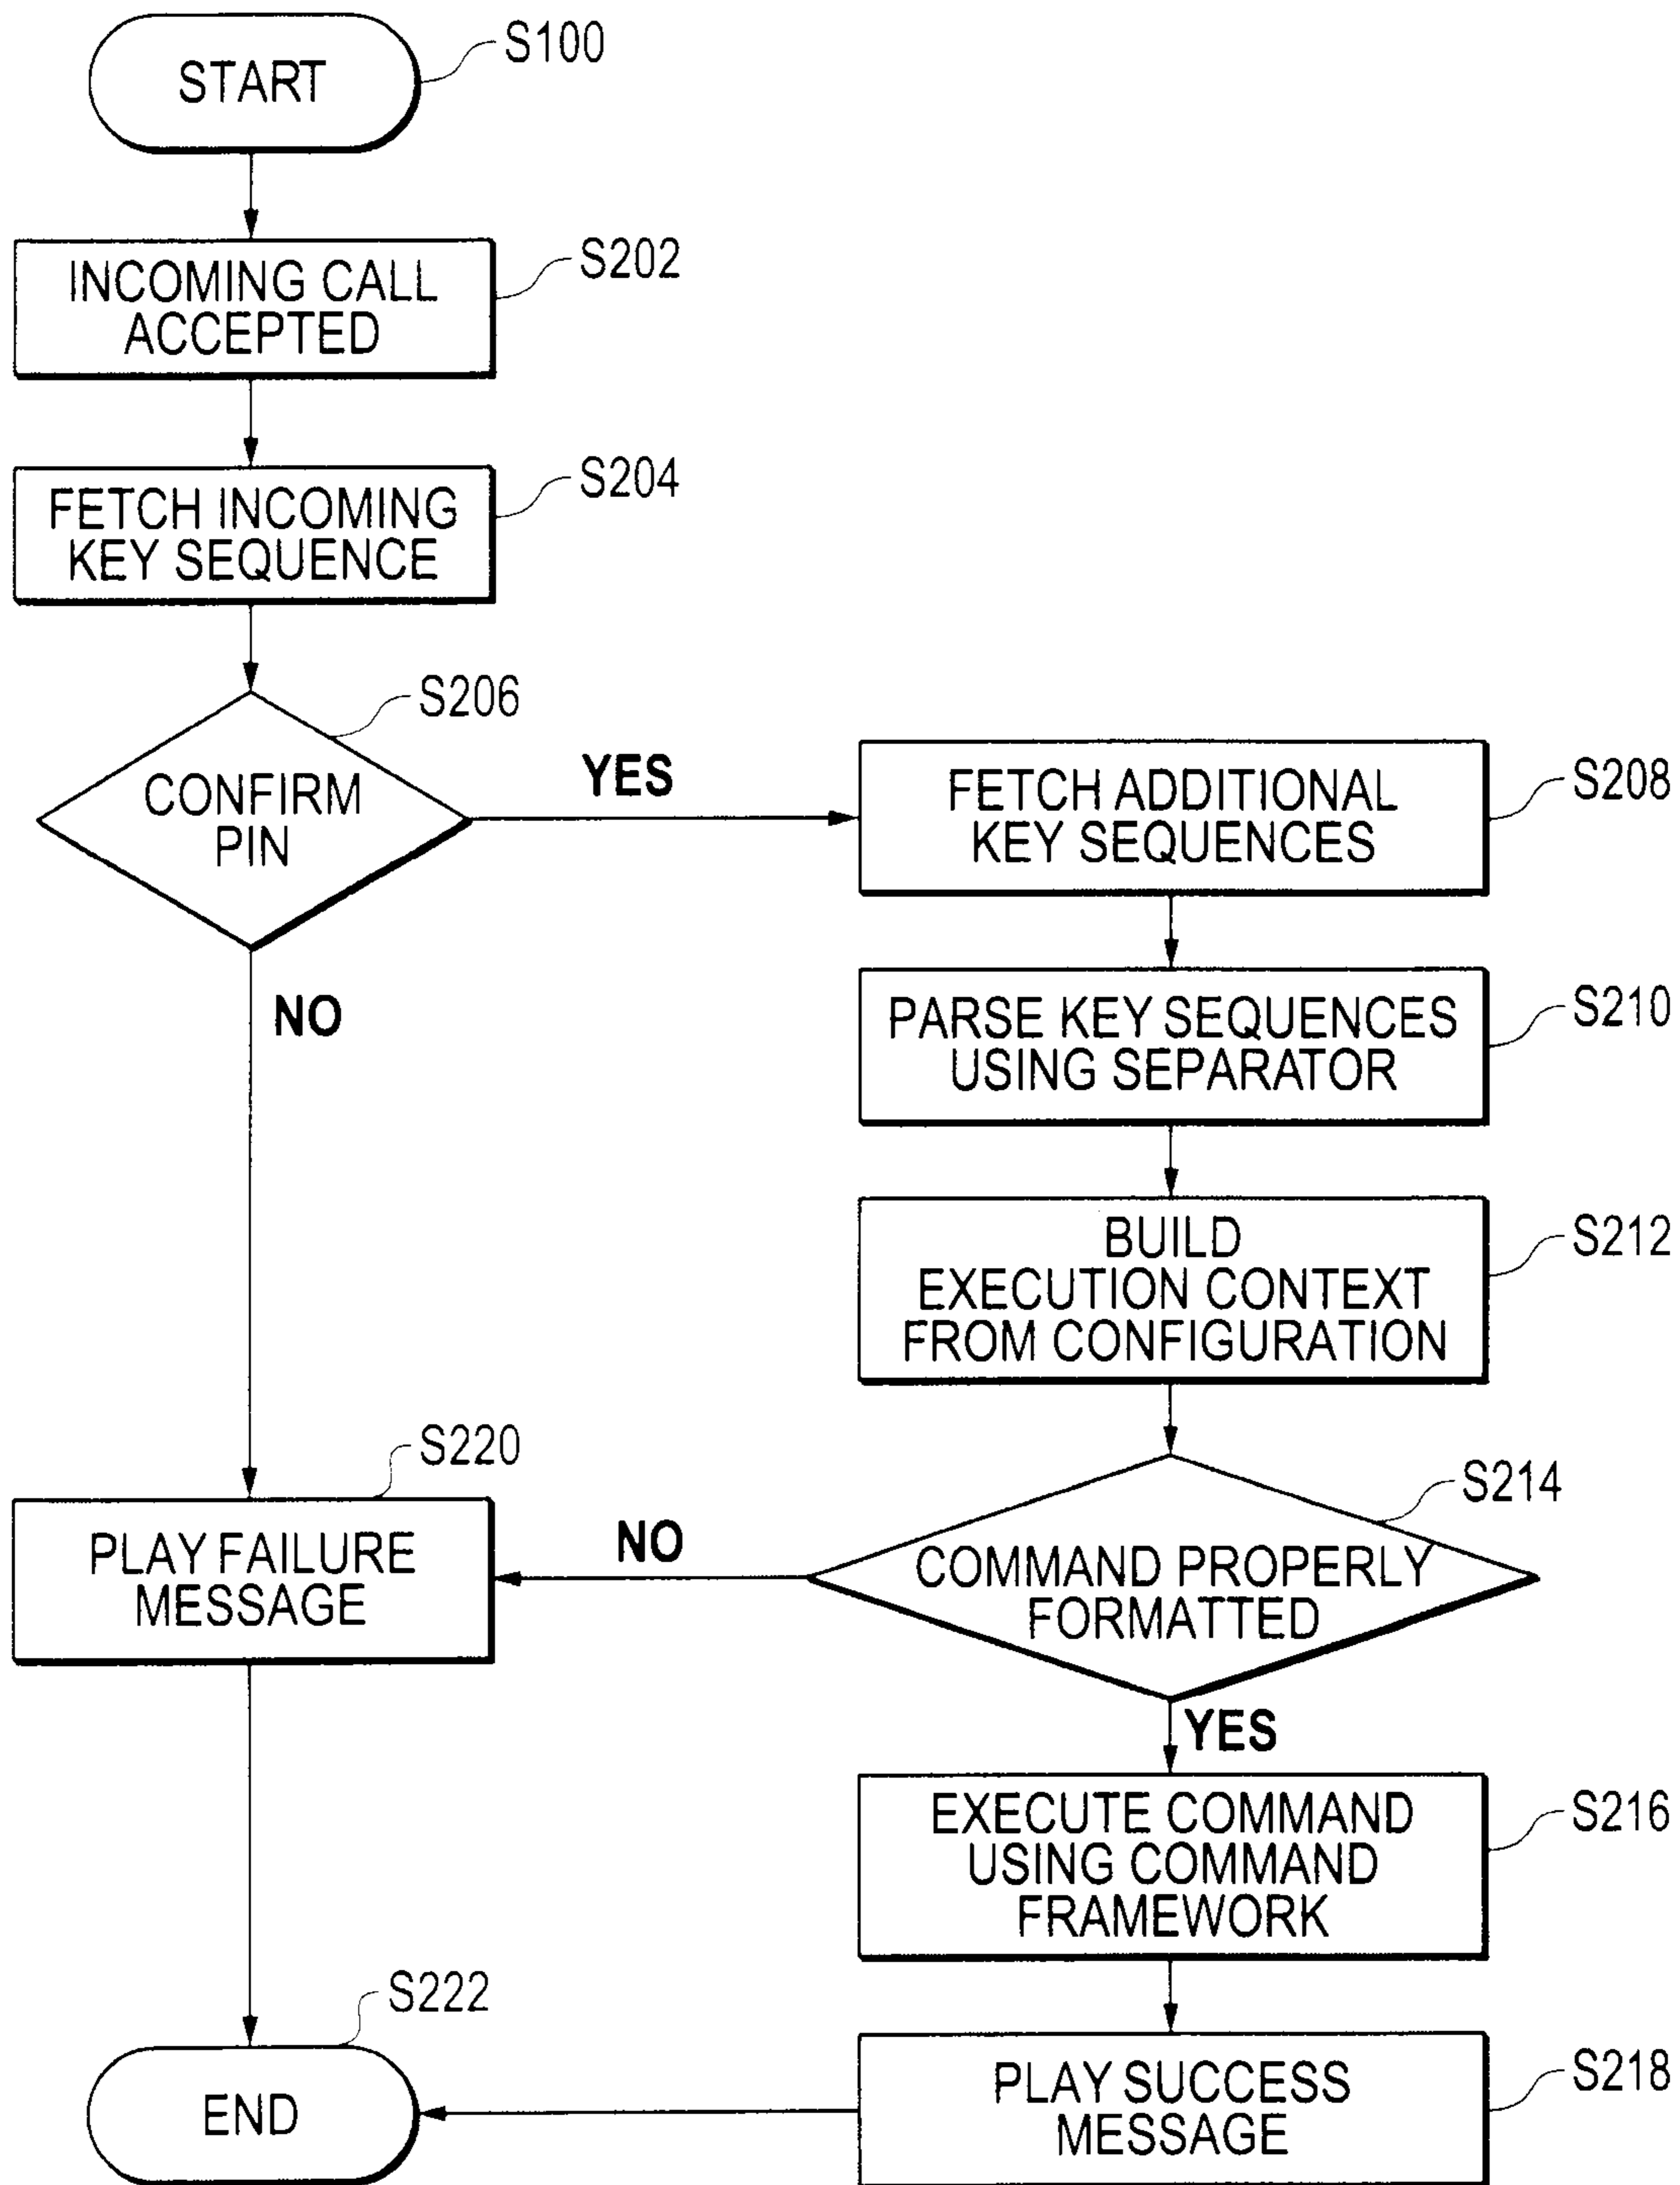 START
S100
INCOMING CALL
ACCEPTED
S202
FETCH INCOMING
KEY SEQUENCE
S204
CONFIRM
PIN
S206
YES
NO
FETCH ADDITIONAL
KEY SEQUENCES
S208
PARSE KEY SEQUENCES
USING SEPARATOR
S210
BUILD
EXECUTION CONTEXT
FROM CONFIGURATION
S212
COMMAND PROPERLY
FORMATTED
S214
NO
YES
PLAY FAILURE
MESSAGE
S220
EXECUTE COMMAND
USING COMMAND
FRAMEWORK
S216
PLAY SUCCESS
MESSAGE
S218
END
S222